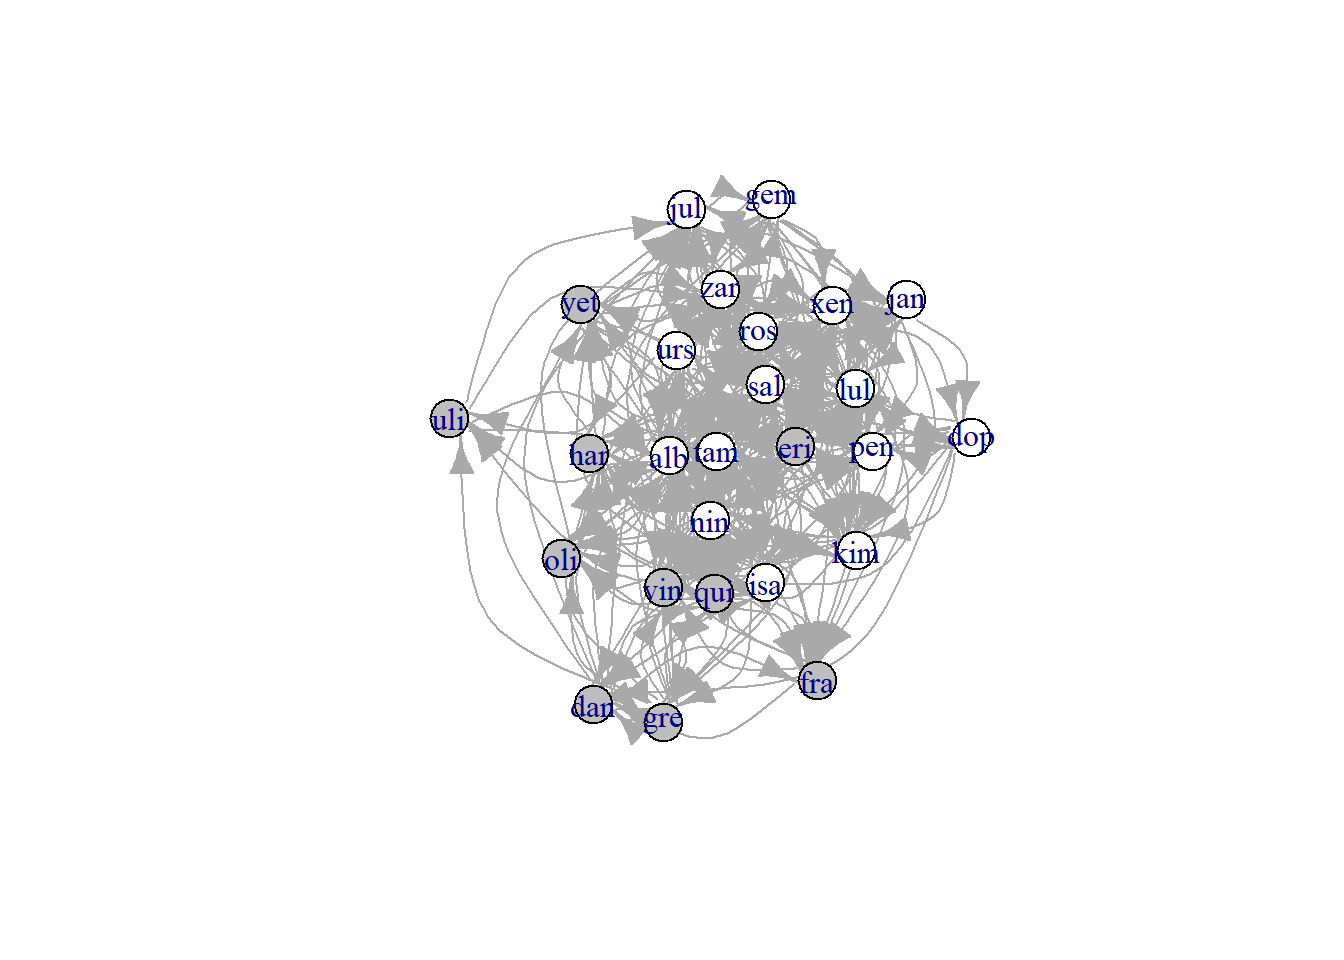 gem
jul
zar
yet
xen
jan
ros
urs
sal
lul
uli
dop
har
alb
tam
eri
pen
nin
oli
kim
vin
qui
isa
fra
dan
gre